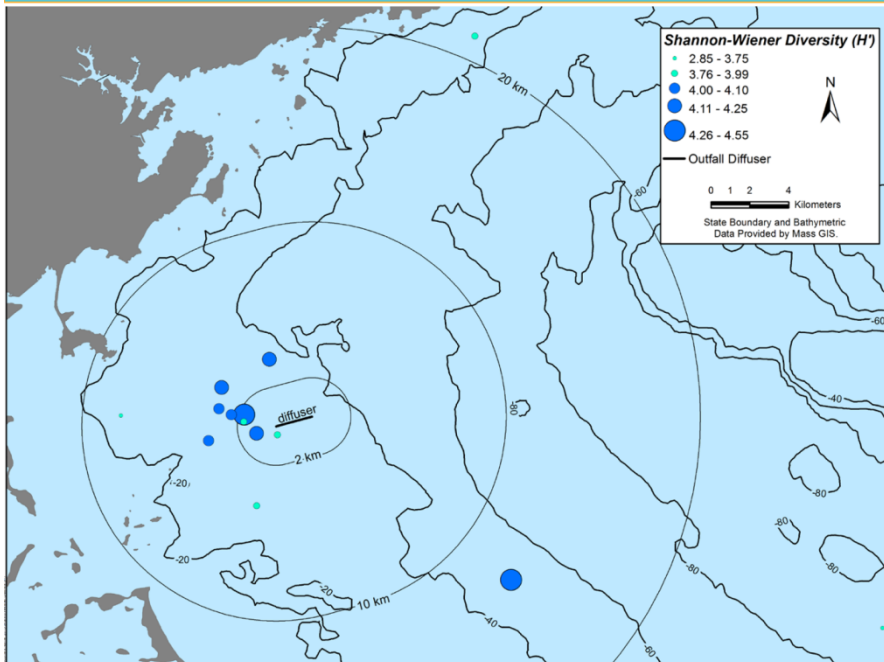 Shannon-Wiener Diversity (H')
2.85 - 3.75
3.76 - 3.99
4.00 - 4.10
4.11 - 4.25
4.26 - 4.55
Outfall Diffuser
N
0 1 2 4
Kilometers
State Boundary and Bathymetric
Data Provided by Mass GIS.
20 km
-60
-60
-40
-80
diffuser
2 km
-20
-80
-20
-80
-80
-20
10 km
-40
-60
-80